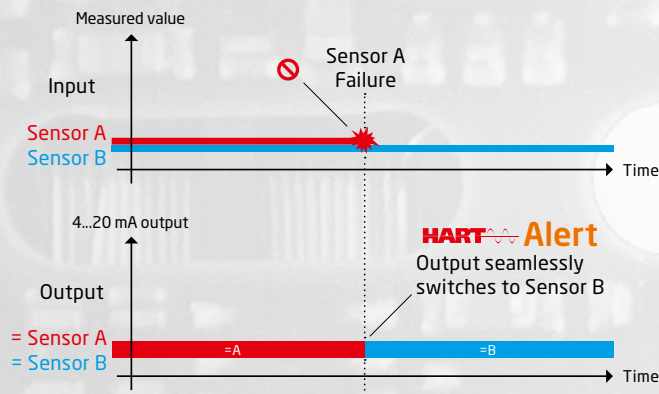 Measured value
Input
Sensor A
Failure
Sensor A
Sensor B
Time
4...20 mA output
HART Alert
Output seamlessly
switches to Sensor B
Output
= Sensor A
= Sensor B
=A
=B
Time